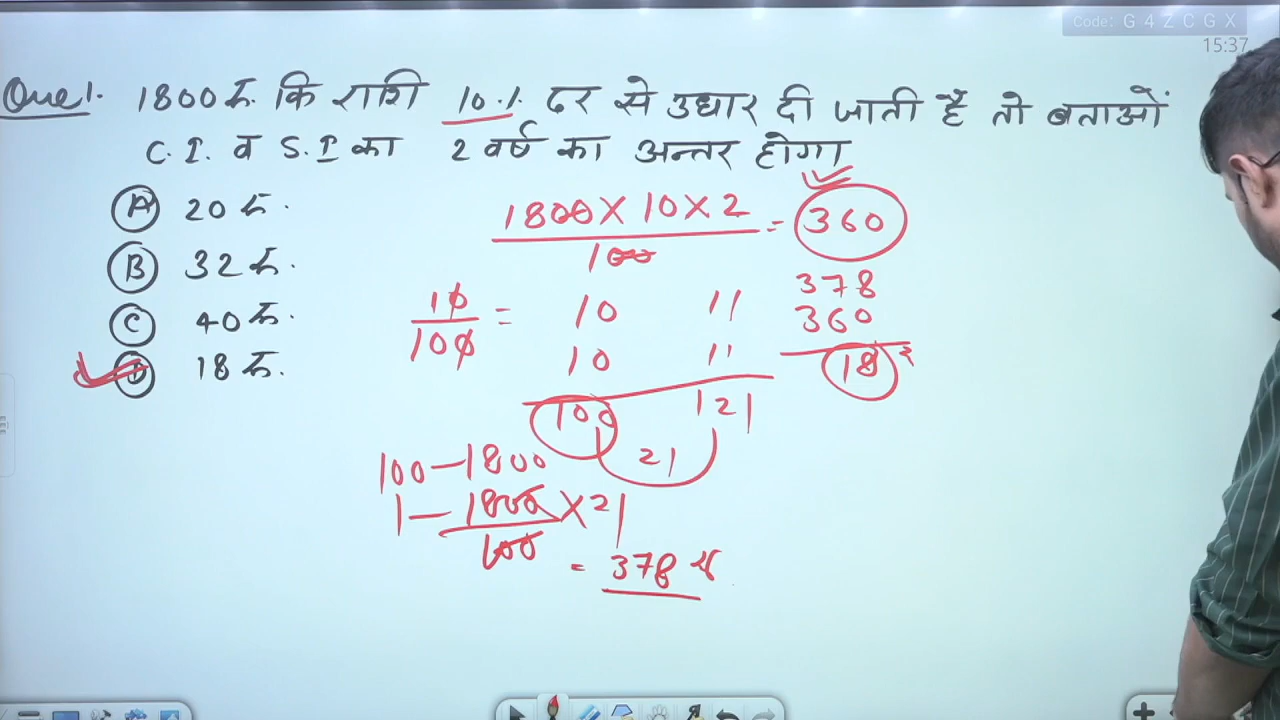 Code: G4ZCGX
15:37
Que1. 1800रु. कि राशि 10% दर से उधार दी जाती है तो बताओं
C.I. व S.I का 2 वर्ष का अन्तर होगा
(A) 20 रु.
(B) 32 रु.
(C) 40 रु.
(D) 18 रु.
1800 × 10 × 2 = 360
100
10 = 10 11
100 10 11
100 121
21
378
360
18 ₹
100 — 1800
1 — 1800 × 21
100
= 378 ₹